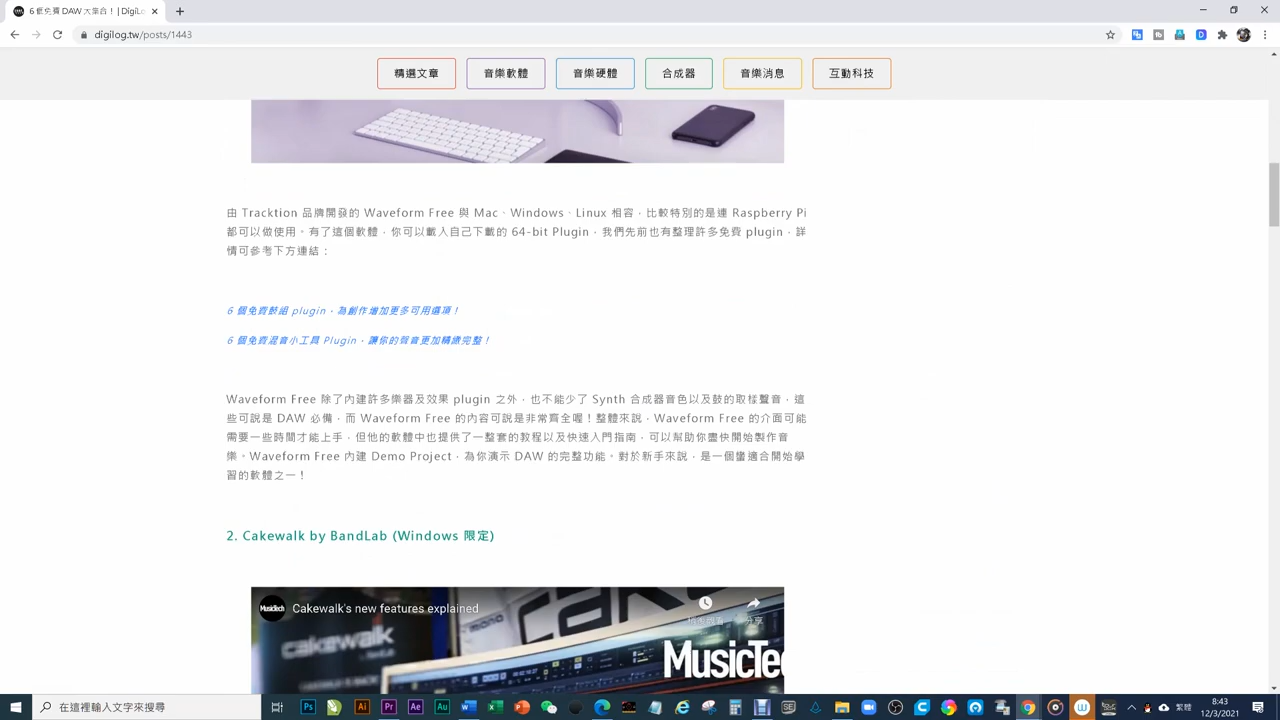 6 個免費 DAW 大集合！ | DigiLo
digilog.tw/posts/1443
精選文章
音樂軟體
音樂硬體
合成器
音樂消息
互動科技
由 Tracktion 品牌開發的 Waveform Free 與 Mac、Windows、Linux 相容，比較特別的是連 Raspberry Pi
都可以做使用。有了這個軟體，你可以載入自己下載的 64-bit Plugin，我們先前也有整理許多免費 plugin，詳
情可參考下方連結：
6 個免費鼓組 plugin，為創作增加更多可用選項！
6 個免費混音小工具 Plugin，讓你的聲音更加精緻完整！
Waveform Free 除了內建許多樂器及效果 plugin 之外，也不能少了 Synth 合成器音色以及鼓的取樣聲音，這
些可說是 DAW 必備，而 Waveform Free 的內容可說是非常齊全喔！整體來說，Waveform Free 的介面可能
需要一些時間才能上手，但他的軟體中也提供了一整套的教程以及快速入門指南，可以幫助你盡快開始製作音
樂。Waveform Free 內建 Demo Project，為你演示 DAW 的完整功能。對於新手來說，是一個蠻適合開始學
習的軟體之一！
2. Cakewalk by BandLab (Windows 限定)
MusicTech
Cakewalk's new features explained
稍後觀看
分享
cakewalk
MusicTe
在這裡輸入文字來搜尋
Ps
Ai
Pr
Ae
Au
繁體
8:43
12/3/2021